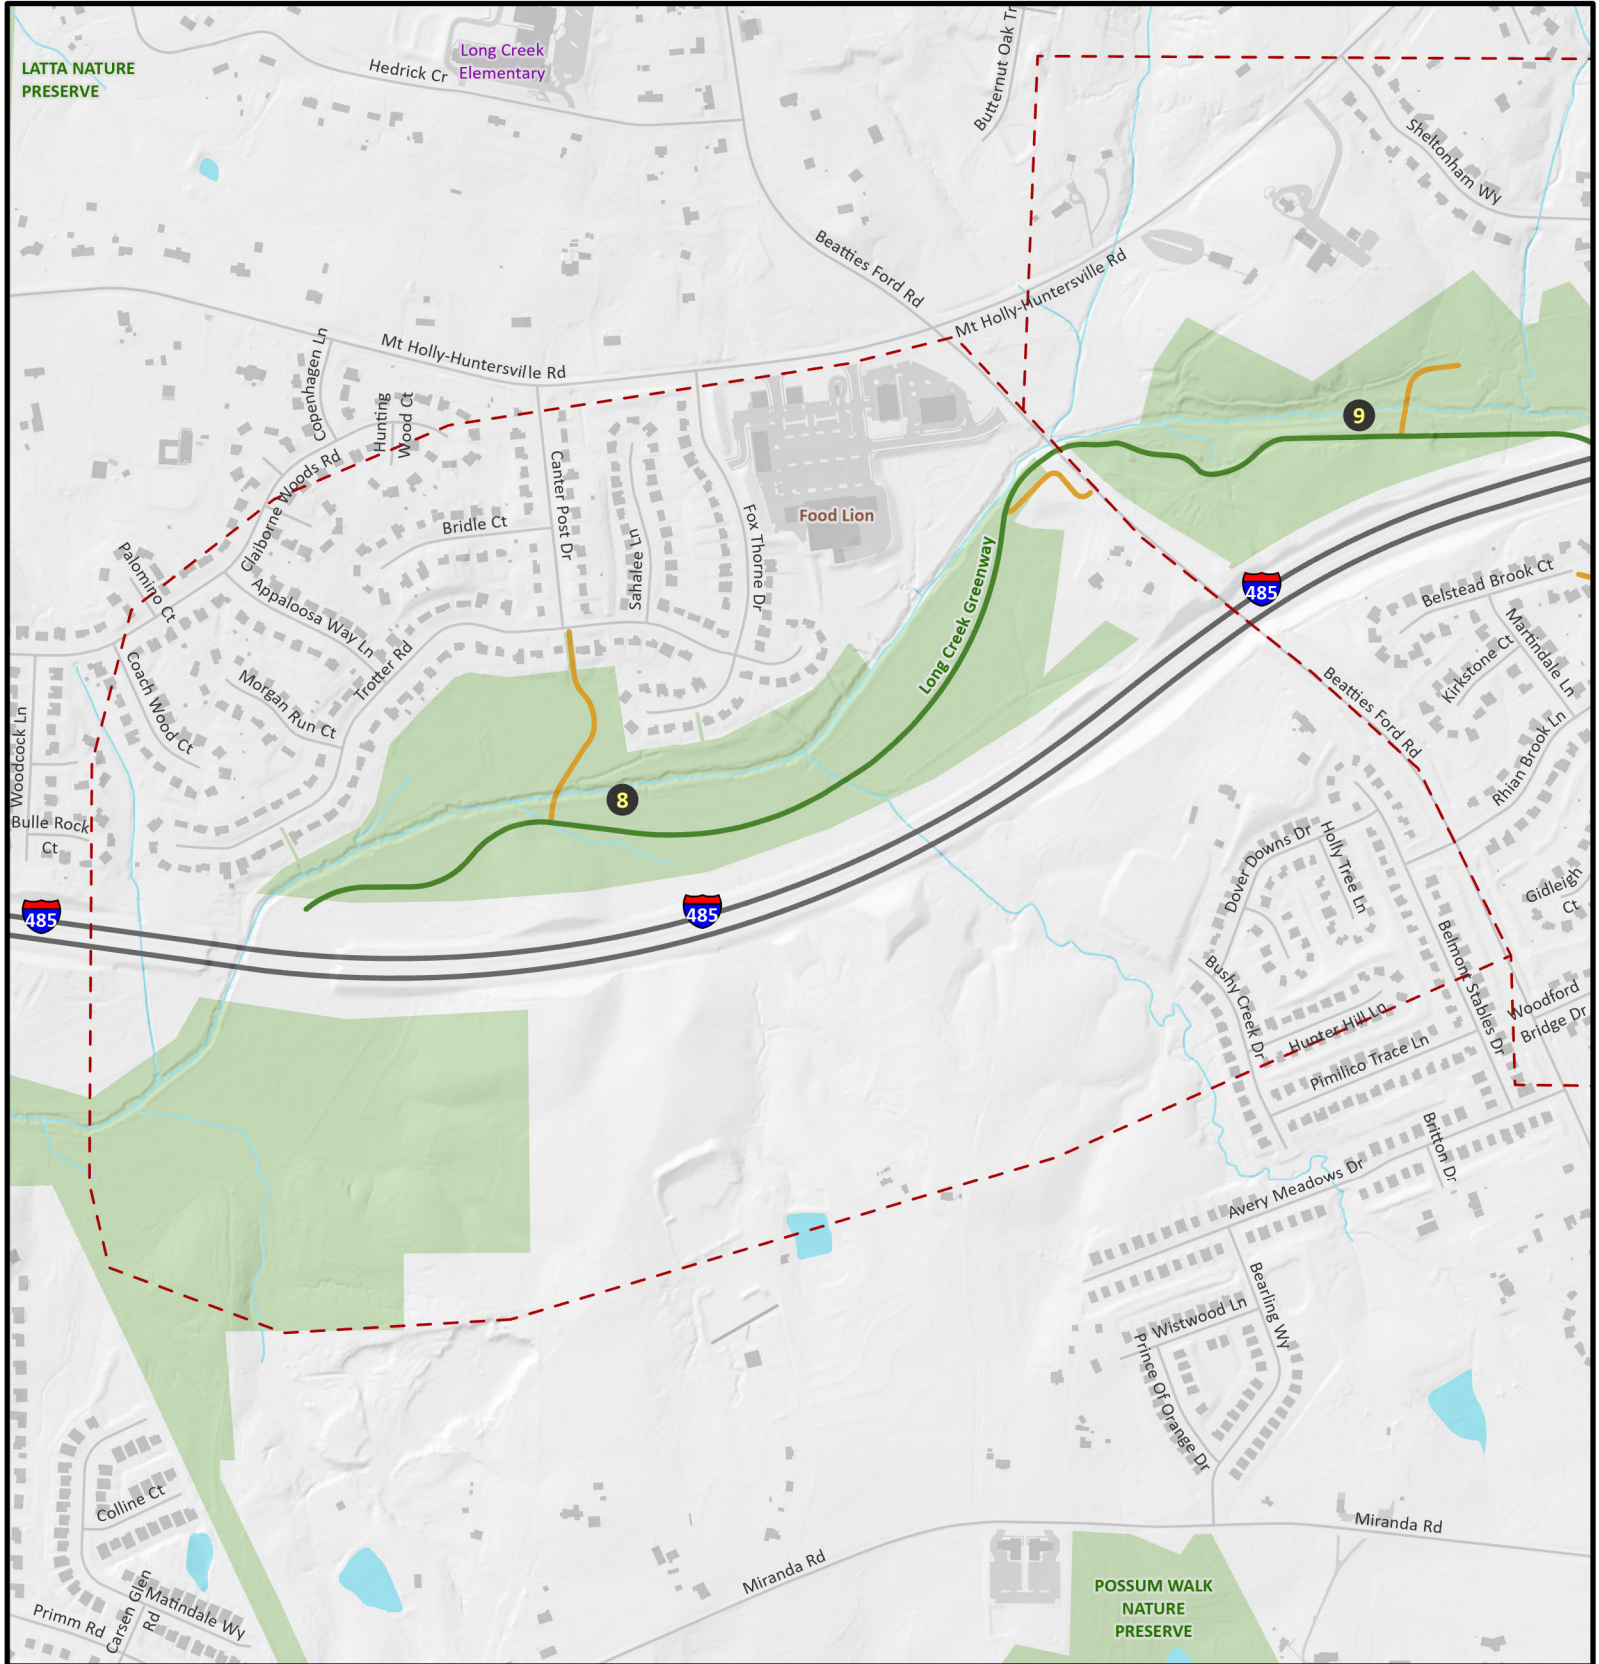 Long Creek
Elementary
Hedrick Cr
LATTA NATURE
PRESERVE
Butternut Oak Tr
Sheltonham Wy
Beatties Ford Rd
Mt Holly-Huntersville Rd
Mt Holly-Huntersville Rd
Copenhagen Ln
Hunting
Wood Ct
9
Claiborne Woods Rd
Canter Post Dr
Bridle Ct
Food Lion
Fox Thorne Dr
Sahalee Ln
Palomino Ct
Appaloosa Way Ln
Long Creek Greenway
485
Belstead Brook Ct
Martindale Ln
Kirkstone Ct
Coach Wood Ct
Morgan Run Ct
Trotter Rd
Beatties Ford Rd
Rhian Brook Ln
Woodcock Ln
8
Bulle Rock
Ct
Dover Downs Dr
Holly Tree Ln
Gidleigh
Ct
485
485
Belmont Stables Dr
Bushy Creek Dr
Hunter Hill Ln
Woodford
Bridge Dr
Pimilico Trace Ln
Britton Dr
Avery Meadows Dr
Bearling Wy
Wistwood Ln
Prince Of Orange Dr
Colline Ct
Miranda Rd
Miranda Rd
Carsen Glen
Rd
Matindale Wy
Primm Rd
POSSUM WALK
NATURE
PRESERVE